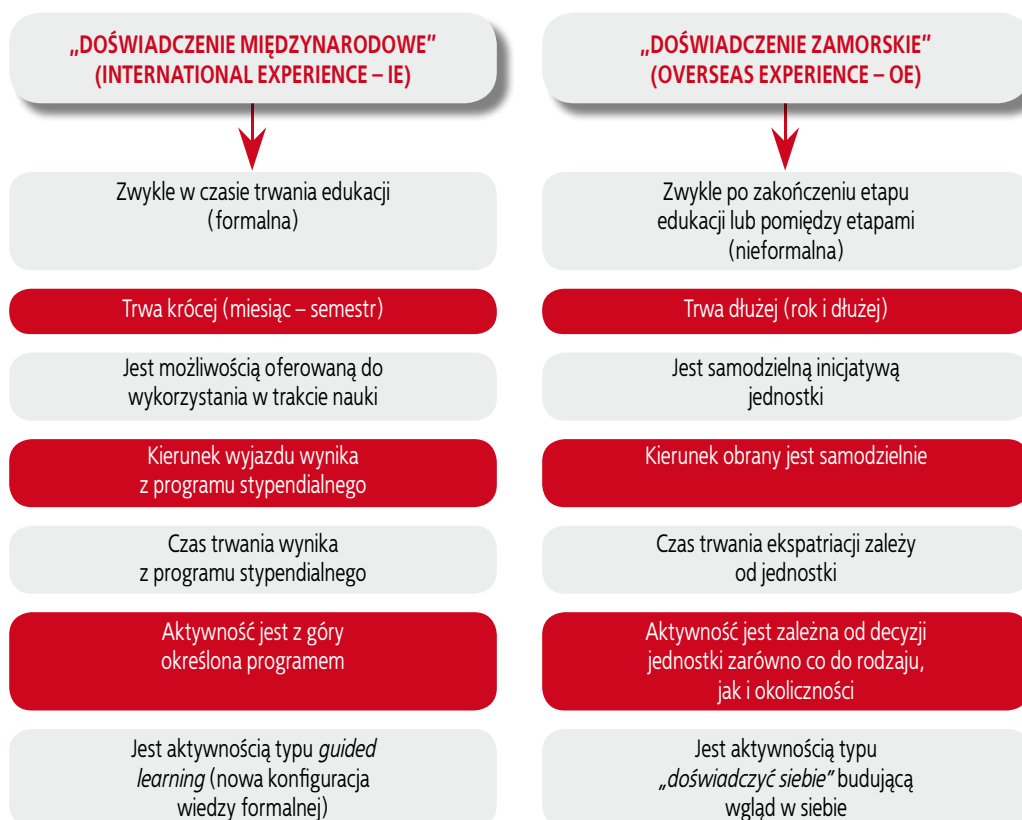 „DOŚWIADCZENIE MIĘDZYNARODOWE”
(INTERNATIONAL EXPERIENCE – IE)
Zwykle w czasie trwania edukacji
(formalna)
Trwa krócej (miesiąc – semestr)
Jest możliwością oferowaną do
wykorzystania w trakcie nauki
Kierunek wyjazdu wynika
z programu stypendialnego
Czas trwania wynika
z programu stypendialnego
Aktywność jest z góry
określona programem
Jest aktywnością typu guided
learning (nowa konfiguracja
wiedzy formalnej)
„DOŚWIADCZENIE ZAMORSKIE”
(OVERSEAS EXPERIENCE – OE)
Zwykle po zakończeniu etapu
edukacji lub pomiędzy etapami
(nieformalna)
Trwa dłużej (rok i dłużej)
Jest samodzielną inicjatywą
jednostki
Kierunek obrany jest samodzielnie
Czas trwania ekspatriacji zależy
od jednostki
Aktywność jest zależna od decyzji
jednostki zarówno co do rodzaju,
jak i okoliczności
Jest aktywnością typu
„doświadczyć siebie” budującą
wgląd w siebie